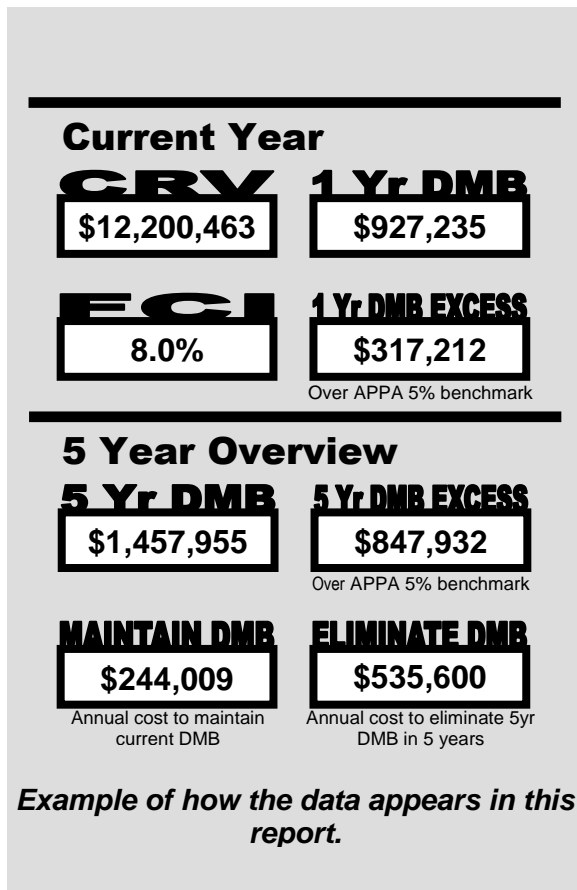 Current Year
CRV 1 Yr DMB
$12,200,463 $927,235
FCI 1 Yr DMB EXCESS
8.0% $317,212
Over APPA 5% benchmark
5 Year Overview
5 Yr DMB 5 Yr DMB EXCESS
$1,457,955 $847,932
Over APPA 5% benchmark
MAINTAIN DMB ELIMINATE DMB
$244,009 $535,600
Annual cost to maintain Annual cost to eliminate 5yr
current DMB DMB in 5 years
Example of how the data appears in this
report.